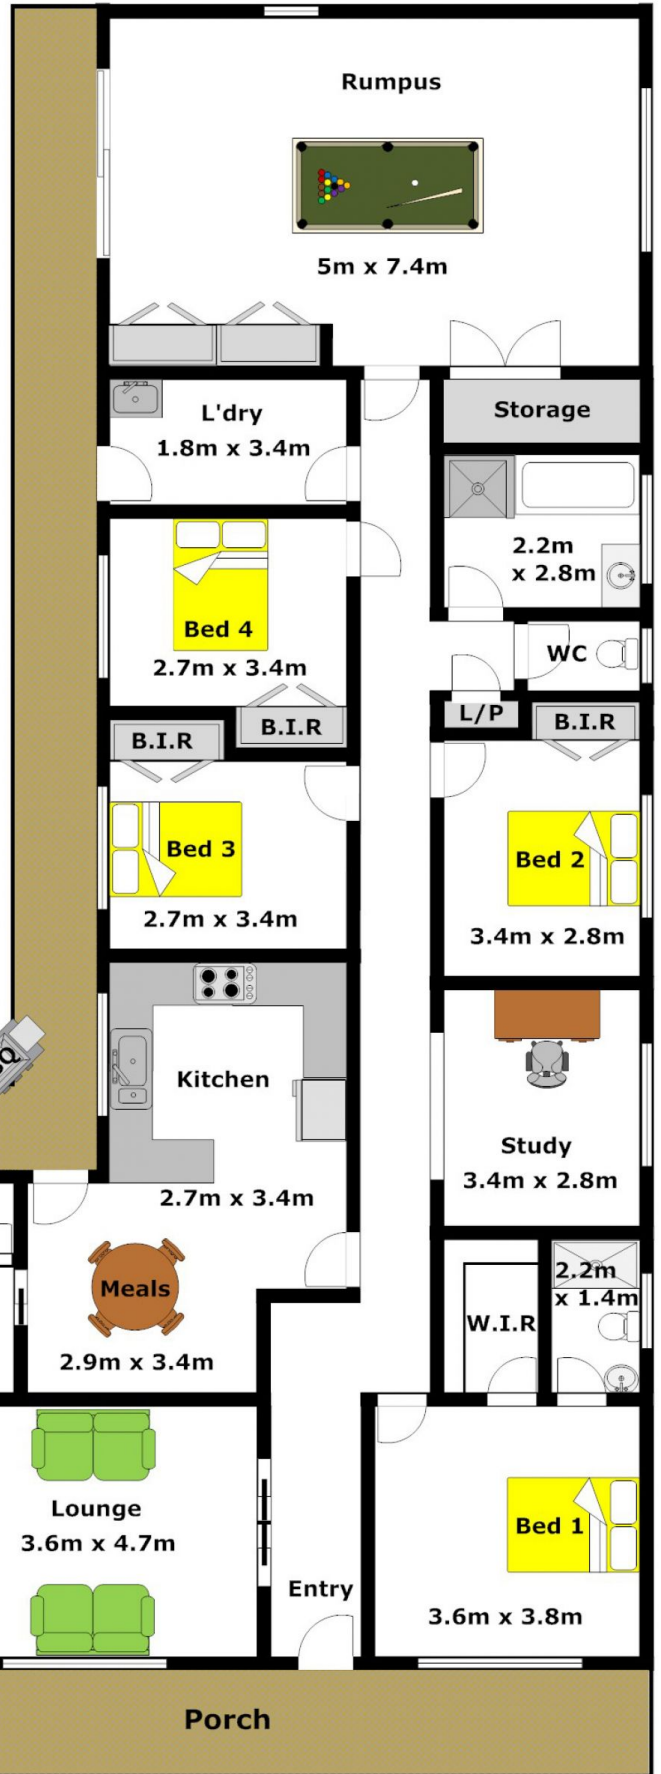 Rumpus
5m x 7.4m
L'dry
1.8m x 3.4m
Storage
2.2m
x 2.8m
Bed 4
2.7m x 3.4m
WC
L/P
B.I.R
B.I.R
B.I.R
Bed 3
2.7m x 3.4m
Bed 2
3.4m x 2.8m
Kitchen
2.7m x 3.4m
Study
3.4m x 2.8m
Meals
2.9m x 3.4m
W.I.R
2.2m
x 1.4m
Lounge
3.6m x 4.7m
Entry
Bed 1
3.6m x 3.8m
Porch